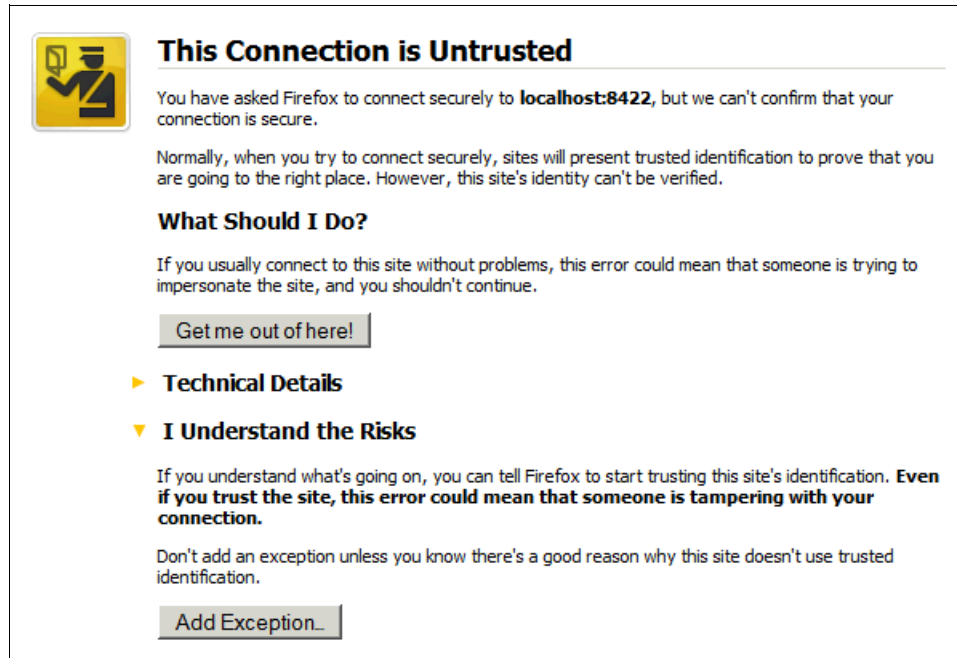 This Connection is Untrusted
You have asked Firefox to connect securely to localhost:8422, but we can't confirm that your
connection is secure.
Normally, when you try to connect securely, sites will present trusted identification to prove that you
are going to the right place. However, this site's identity can't be verified.
What Should I Do?
If you usually connect to this site without problems, this error could mean that someone is trying to
impersonate the site, and you shouldn't continue.
Get me out of here!
Technical Details
I Understand the Risks
If you understand what's going on, you can tell Firefox to start trusting this site's identification. Even
if you trust the site, this error could mean that someone is tampering with your
connection.
Don't add an exception unless you know there's a good reason why this site doesn't use trusted
identification.
Add Exception...